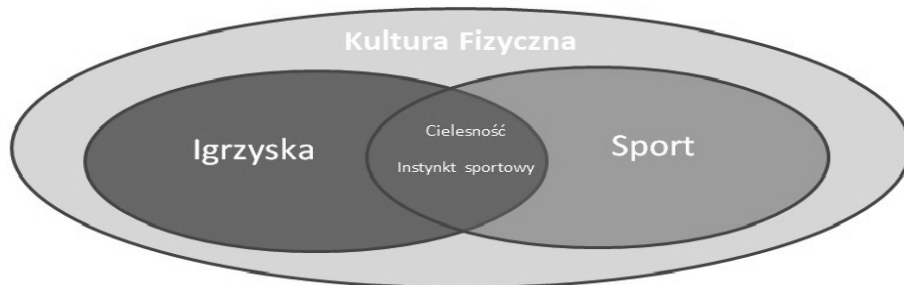 Kultura Fizyczna
Igrzyska
Cielesność
Instynkt sportowy
Sport